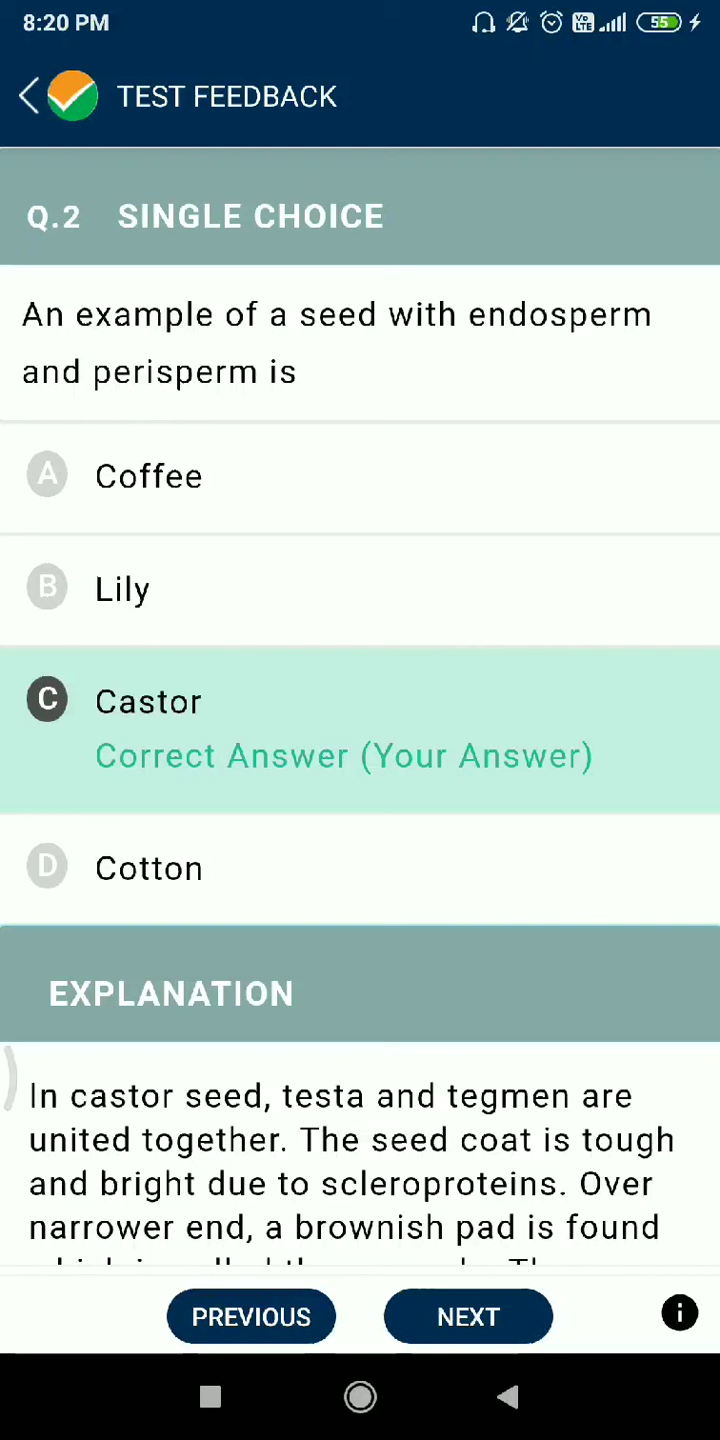 8:20 PM
Vo LTE
55
TEST FEEDBACK
Q.2 SINGLE CHOICE
An example of a seed with endosperm
and perisperm is
A Coffee
B Lily
C Castor
Correct Answer (Your Answer)
D Cotton
EXPLANATION
In castor seed, testa and tegmen are
united together. The seed coat is tough
and bright due to scleroproteins. Over
narrower end, a brownish pad is found
PREVIOUS NEXT i